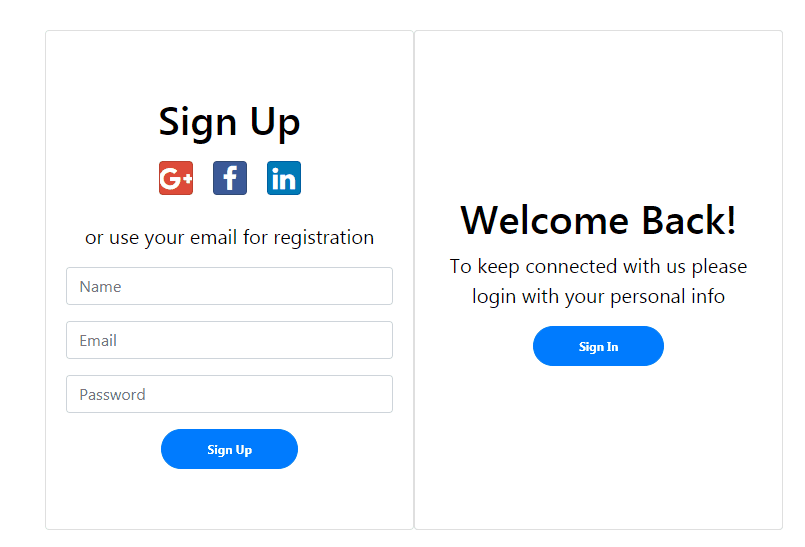 Sign Up
G+ f in
or use your email for registration
Name
Email
Password
Sign Up
Welcome Back!
To keep connected with us please
login with your personal info
Sign In